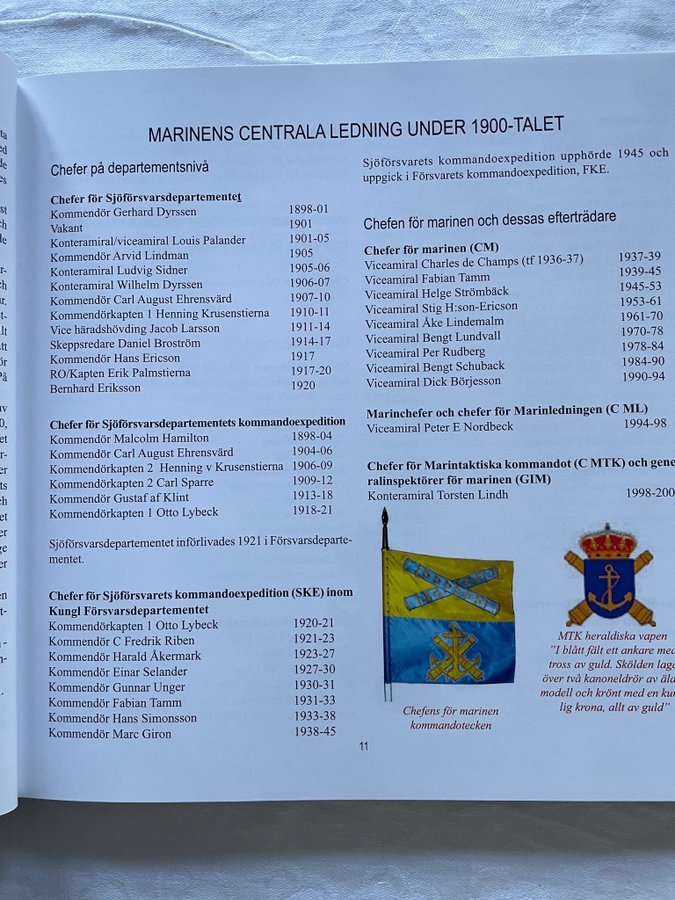 MARINENS CENTRALA LEDNING UNDER 1900-TALET
Chefer på departementsnivå
Chefer för Sjöförsvarsdepartementet
Kommendör Gerhard Dyrssen 1898-01
Vakant 1901
Konteramiral/viceamiral Louis Palander 1901-05
Kommendör Arvid Lindman 1905
Konteramiral Ludvig Sidner 1905-06
Konteramiral Wilhelm Dyrssen 1906-07
Kommendör Carl August Ehrensvärd 1907-10
Kommendörkapten 1 Henning Krusenstierna 1910-11
Vice häradshövding Jacob Larsson 1911-14
Skeppsredare Daniel Broström 1914-17
Kommendör Hans Ericson 1917
RO/Kapten Erik Palmstierna 1917-20
Bernhard Eriksson 1920
Chefer för Sjöförsvarsdepartementets kommandoexpedition
Kommendör Malcolm Hamilton 1898-04
Kommendör Carl August Ehrensvärd 1904-06
Kommendörkapten 2 Henning v Krusenstierna 1906-09
Kommendörkapten 2 Carl Sparre 1909-12
Kommendör Gustaf af Klint 1913-18
Kommendörkapten 1 Otto Lybeck 1918-21
Sjöförsvarsdepartementet införlivades 1921 i Försvarsdeparte-
mentet.
Chefer för Sjöförsvarets kommandoexpedition (SKE) inom
Kungl Försvarsdepartementet
Kommendörkapten 1 Otto Lybeck 1920-21
Kommendör C Fredrik Riben 1921-23
Kommendör Harald Åkermark 1923-27
Kommendör Einar Selander 1927-30
Kommendör Gunnar Unger 1930-31
Kommendör Fabian Tamm 1931-33
Kommendör Hans Simonsson 1933-38
Kommendör Marc Giron 1938-45
Sjöförsvarets kommandoexpedition upphörde 1945 och
uppgick i Försvarets kommandoexpedition, FKE.
Chefen för marinen och dessas efterträdare
Chefer för marinen (CM)
Viceamiral Charles de Champs (tf 1936-37) 1937-39
Viceamiral Fabian Tamm 1939-45
Viceamiral Helge Strömbäck 1945-53
Viceamiral Stig H:son-Ericson 1953-61
Viceamiral Åke Lindemalm 1961-70
Viceamiral Bengt Lundvall 1970-78
Viceamiral Per Rudberg 1978-84
Viceamiral Bengt Schuback 1984-90
Viceamiral Dick Börjesson 1990-94
Marinchefer och chefer för Marinledningen (C ML)
Viceamiral Peter E Nordbeck 1994-98
Chefer för Marintaktiska kommandot (C MTK) och gene
ralinspektörer för marinen (GIM)
Konteramiral Torsten Lindh 1998-200
Chefens för marinen
kommandotecken
MTK heraldiska vapen
"I blått fält ett ankare med
tross av guld. Skölden lagd
över två kanoneldrör av äld
modell och krönt med en kun
lig krona, allt av guld"
11